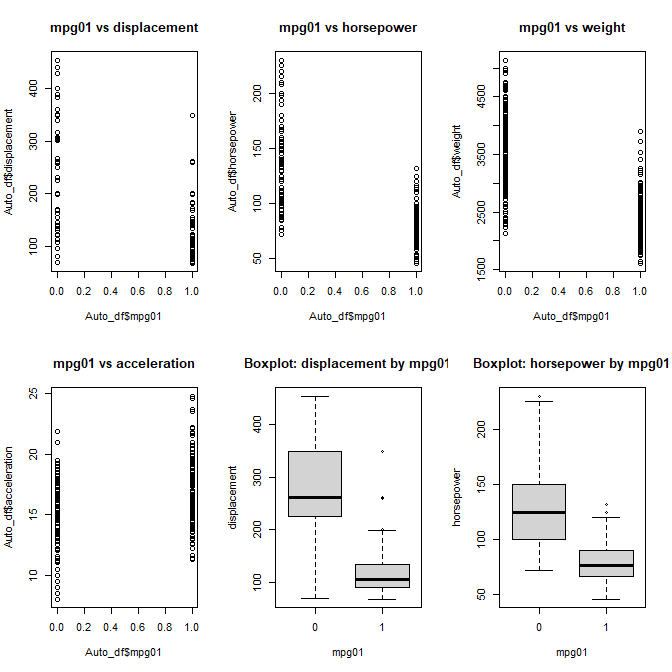 mpg01 vs displacement
Auto_df$displacement
400
300
200
100
0.0 0.2 0.4 0.6 0.8 1.0
Auto_df$mpg01
mpg01 vs horsepower
Auto_df$horsepower
200
150
100
50
0.0 0.2 0.4 0.6 0.8 1.0
Auto_df$mpg01
mpg01 vs weight
Auto_df$weight
4500
3500
2500
1500
0.0 0.2 0.4 0.6 0.8 1.0
Auto_df$mpg01
mpg01 vs acceleration
Auto_df$acceleration
25
20
15
10
0.0 0.2 0.4 0.6 0.8 1.0
Auto_df$mpg01
Boxplot: displacement by mpg01
displacement
400
300
200
100
0 1
mpg01
Boxplot: horsepower by mpg01
horsepower
200
150
100
50
0 1
mpg01